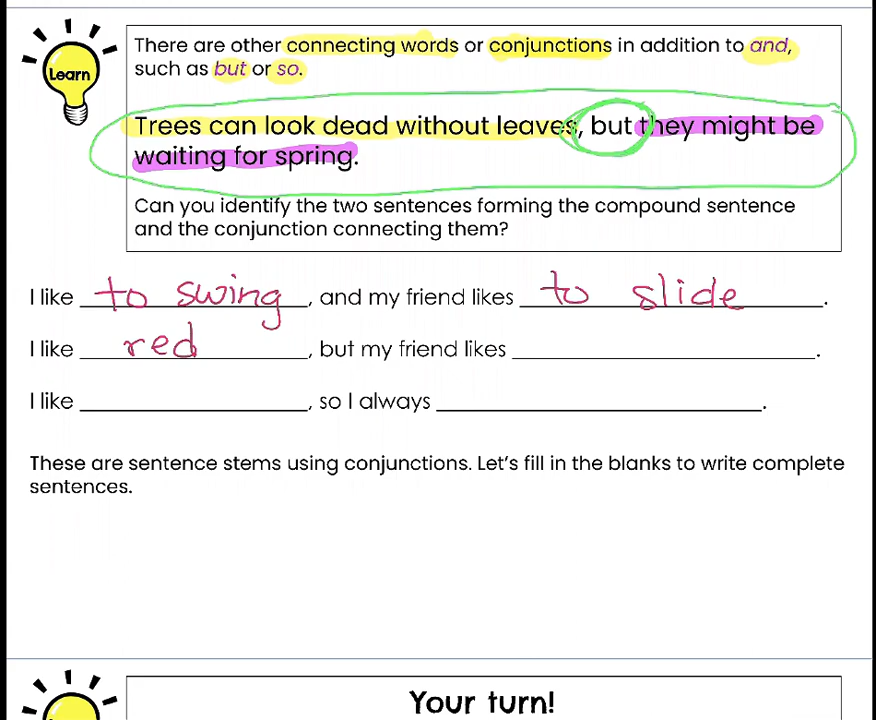 There are other connecting words or conjunctions in addition to and,
such as but or so.
Learn
Trees can look dead without leaves, but they might be
waiting for spring.
Can you identify the two sentences forming the compound sentence
and the conjunction connecting them?
I like to swing, and my friend likes to slide.
I like red, but my friend likes ____.
I like ____, so I always ____.
These are sentence stems using conjunctions. Let's fill in the blanks to write complete
sentences.
Your turn!